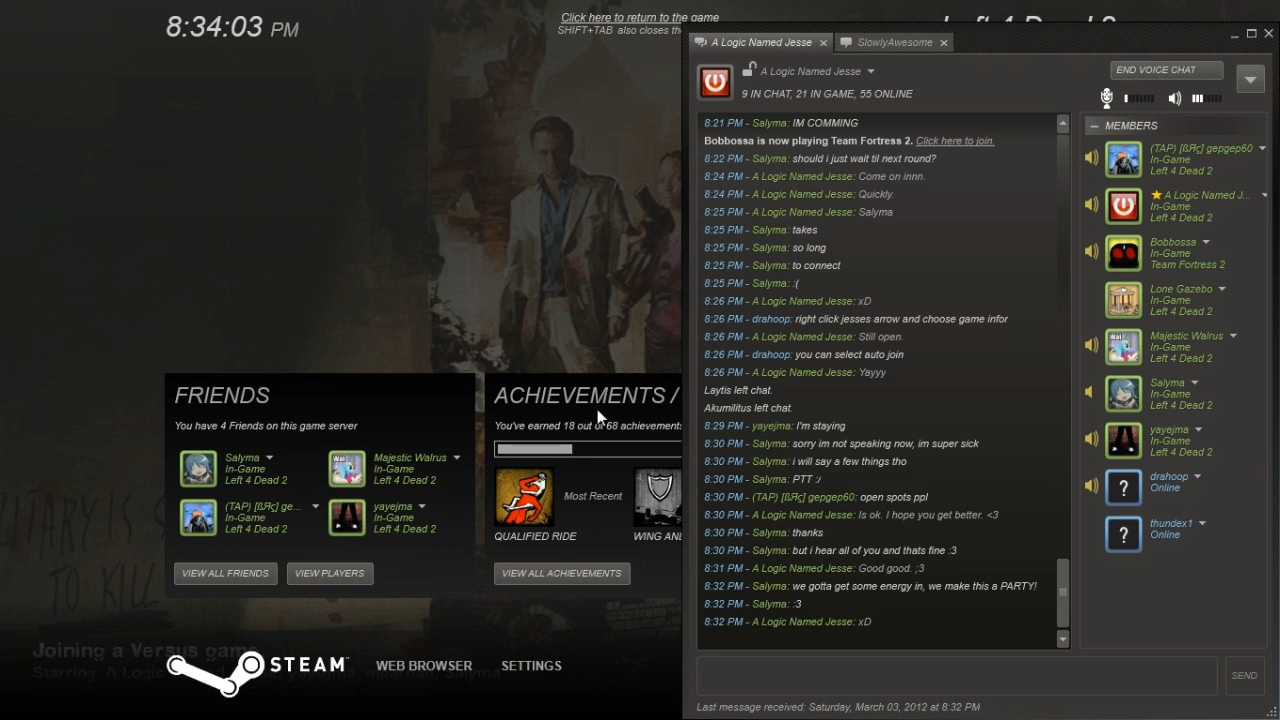 8:34:03 PM
Click here to return to the game
SHIFT+TAB also closes th
Left 4 Dead 2
A Logic Named Jesse
SlowlyAwesome
A Logic Named Jesse
9 IN CHAT, 21 IN GAME, 55 ONLINE
END VOICE CHAT
8:21 PM - Salyma: IM COMMING
Bobbossa is now playing Team Fortress 2. Click here to join.
8:22 PM - Salyma: should i just wait til next round?
8:24 PM - A Logic Named Jesse: Come on innn.
8:24 PM - A Logic Named Jesse: Quickly.
8:25 PM - A Logic Named Jesse: Salyma
8:25 PM - Salyma: takes
8:25 PM - Salyma: so long
8:25 PM - Salyma: to connect
8:25 PM - Salyma: :(
8:26 PM - A Logic Named Jesse: xD
8:26 PM - drahoop: right click jesses arrow and choose game infor
8:26 PM - A Logic Named Jesse: Still open.
8:26 PM - drahoop: you can select auto join
8:26 PM - A Logic Named Jesse: Yayyy
Laytis left chat.
Akumilitus left chat.
8:29 PM - yayejma: I'm staying
8:30 PM - Salyma: sorry im not speaking now, im super sick
8:30 PM - Salyma: i will say a few things tho
8:30 PM - Salyma: PTT :/
8:30 PM - (TAP) [ßЯς] gepgep60: open spots ppl
8:30 PM - A Logic Named Jesse: Is ok. I hope you get better. <3
8:30 PM - Salyma: thanks
8:30 PM - Salyma: but i hear all of you and thats fine :3
8:31 PM - A Logic Named Jesse: Good good. ;3
8:32 PM - Salyma: we gotta get some energy in, we make this a PARTY!
8:32 PM - Salyma: :3
8:32 PM - A Logic Named Jesse: xD
MEMBERS
(TAP) [ßЯς] gepgep60
In-Game
Left 4 Dead 2
A Logic Named J...
In-Game
Left 4 Dead 2
Bobbossa
In-Game
Team Fortress 2
Lone Gazebo
In-Game
Left 4 Dead 2
Majestic Walrus
In-Game
Left 4 Dead 2
Salyma
In-Game
Left 4 Dead 2
yayejma
In-Game
Left 4 Dead 2
? drahoop
Online
? thundex1
Online
SEND
Last message received: Saturday, March 03, 2012 at 8:32 PM
FRIENDS
You have 4 Friends on this game server
Salyma
In-Game
Left 4 Dead 2
Majestic Walrus
In-Game
Left 4 Dead 2
(TAP) [ßЯς] ge...
In-Game
Left 4 Dead 2
yayejma
In-Game
Left 4 Dead 2
VIEW ALL FRIENDS
VIEW PLAYERS
ACHIEVEMENTS /
You've earned 18 out of 68 achievements
Most Recent
QUALIFIED RIDE
WING AN
VIEW ALL ACHIEVEMENTS
TO KILL
Joining a Versus game
Starring: A Logic
Salyma
STEAM™
WEB BROWSER
SETTINGS